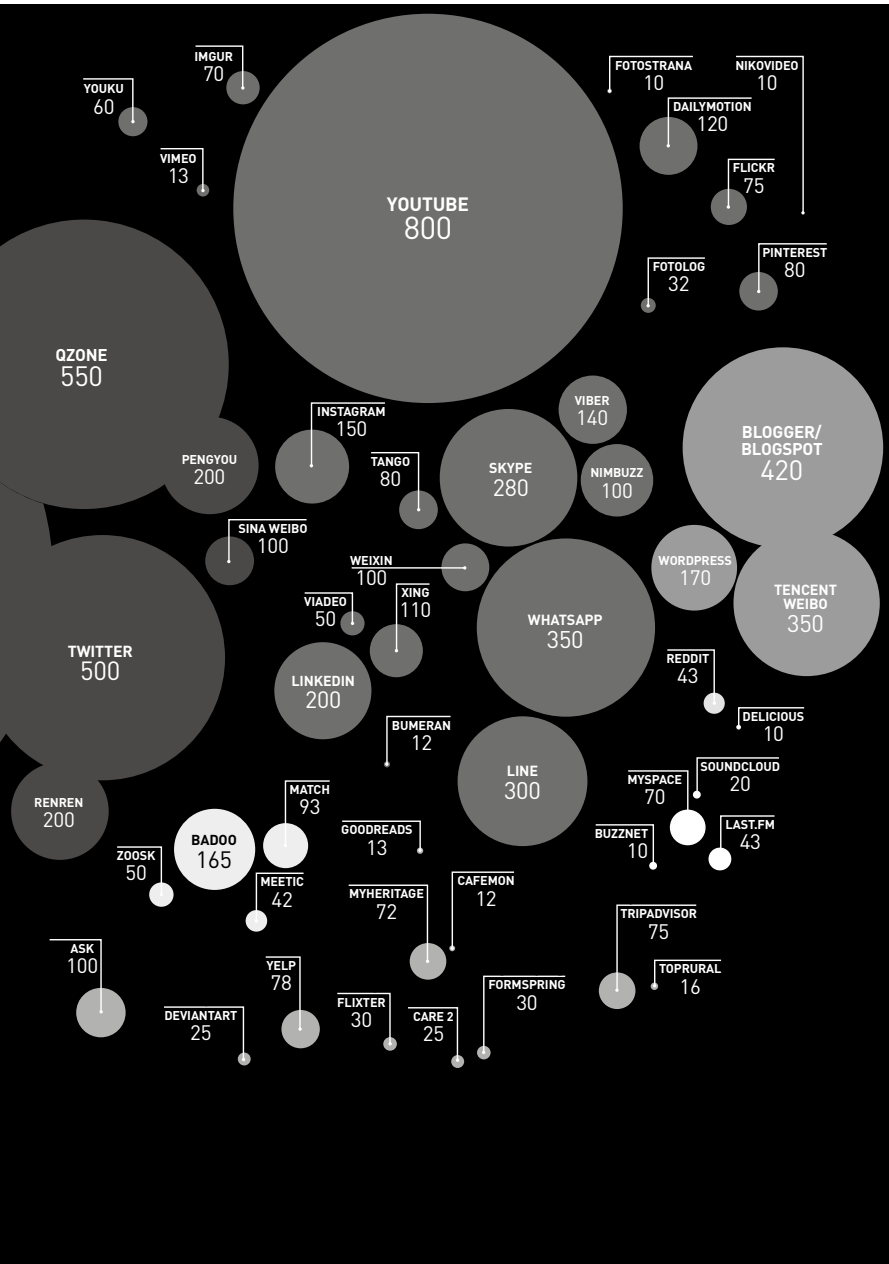 IMGUR
70
YOUKU
60
VIMEO
13
YOUTUBE
800
FOTOSTRANA
10
NIKOVIDEO
10
DAILYMOTION
120
FLICKR
75
PINTEREST
80
FOTOLOG
32
QZONE
550
PENGYOU
200
INSTAGRAM
150
TANGO
80
SKYPE
280
VIBER
140
NIMBUZZ
100
BLOGGER/
BLOGSPOT
420
SINA WEIBO
100
WEIXIN
100
XING
110
VIADEO
50
WHATSAPP
350
WORDPRESS
170
TENCENT
WEIBO
350
TWITTER
500
LINKEDIN
200
REDDIT
43
DELICIOUS
10
BUMERAN
12
LINE
300
SOUNDCLOUD
20
MYSPACE
70
MATCH
93
RENREN
200
BADOO
165
GOODREADS
13
BUZZNET
10
LAST.FM
43
ZOOSK
50
MEETIC
42
MYHERITAGE
72
CAFEMON
12
TRIPADVISOR
75
ASK
100
YELP
78
TOPRURAL
16
FORMSPRING
30
FLIXTER
30
DEVIANTART
25
CARE 2
25